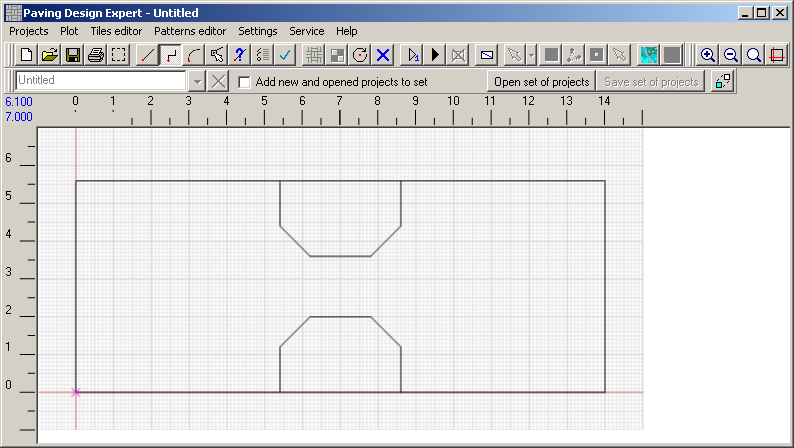 Paving Design Expert - Untitled
Projects Plot Tiles editor Patterns editor Settings Service Help
Untitled Add new and opened projects to set Open set of projects Save set of projects
6.100 0 1 2 3 4 5 6 7 8 9 10 11 12 13 14
7.000
6
5
4
3
2
1
0